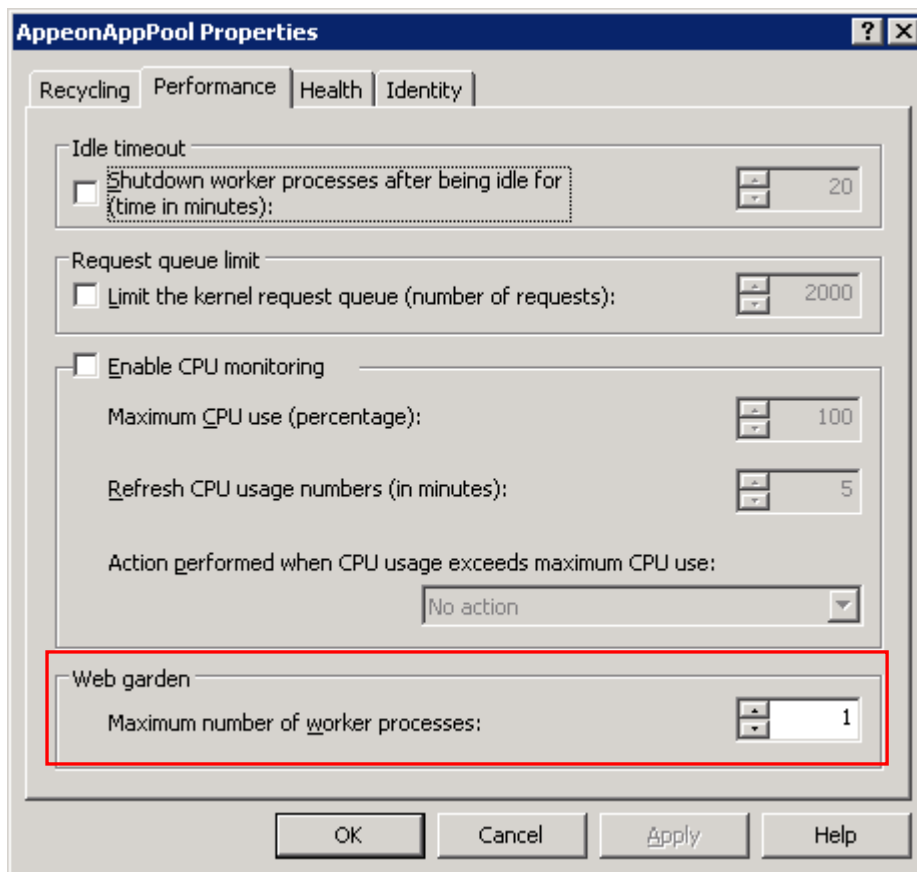 AppeonAppPool Properties
Recycling Performance Health Identity
Idle timeout
Shutdown worker processes after being idle for
(time in minutes):
20
Request queue limit
Limit the kernel request queue (number of requests):
2000
Enable CPU monitoring
Maximum CPU use (percentage):
100
Refresh CPU usage numbers (in minutes):
5
Action performed when CPU usage exceeds maximum CPU use:
No action
Web garden
Maximum number of worker processes:
1
OK Cancel Apply Help